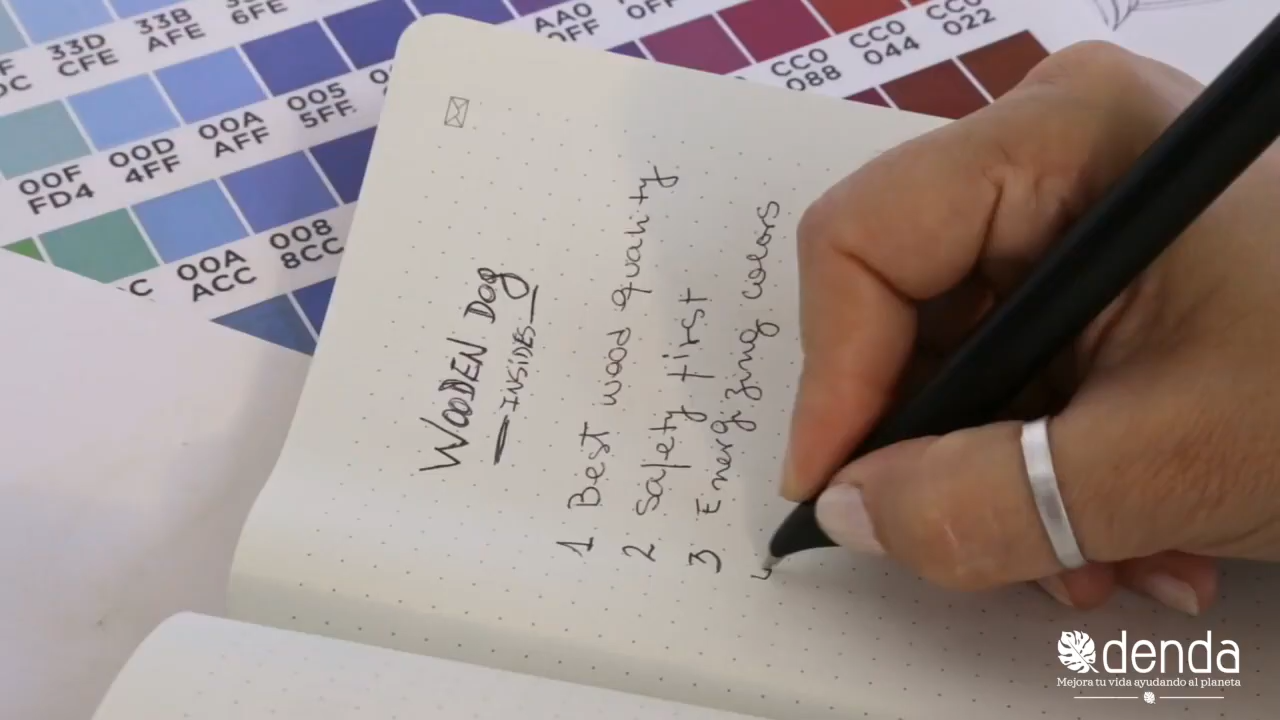 WOODEN DOG
INSIDES
1 Best wood quality
2 Safety first
3 Energizing colors
33D 33B 6FE
CFE AFE
AA0 0FF
CC0 CC0 CC0
088 044 022
00F 00D 00A 005
FD4 4FF AFF 5FF
00A 008
ACC 8CC
denda
Mejora tu vida ayudando al planeta